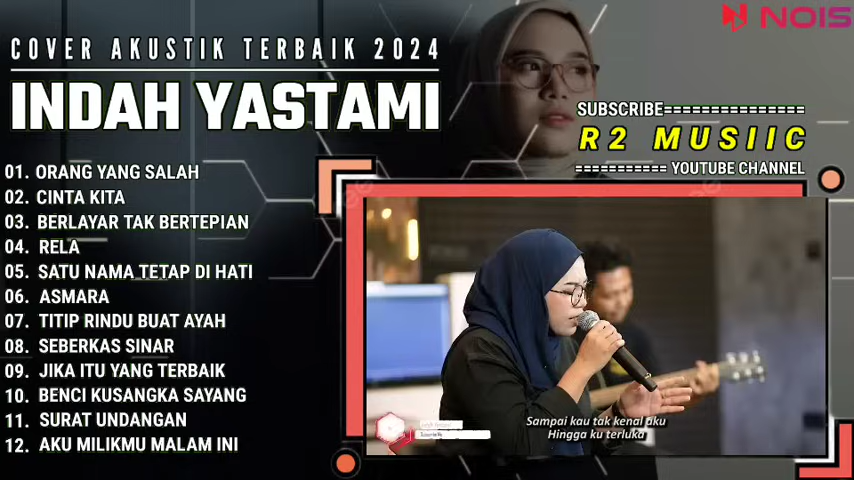 COVER AKUSTIK TERBAIK 2024
INDAH YASTAMI
NOIS
SUBSCRIBE===============
R2 MUSIIC
=========== YOUTUBE CHANNEL
01. ORANG YANG SALAH
02. CINTA KITA
03. BERLAYAR TAK BERTEPIAN
04. RELA
05. SATU NAMA TETAP DI HATI
06. ASMARA
07. TITIP RINDU BUAT AYAH
08. SEBERKAS SINAR
09. JIKA ITU YANG TERBAIK
10. BENCI KUSANGKA SAYANG
11. SURAT UNDANGAN
12. AKU MILIKMU MALAM INI
Sampai kau tak kenal aku
Hingga ku terluka